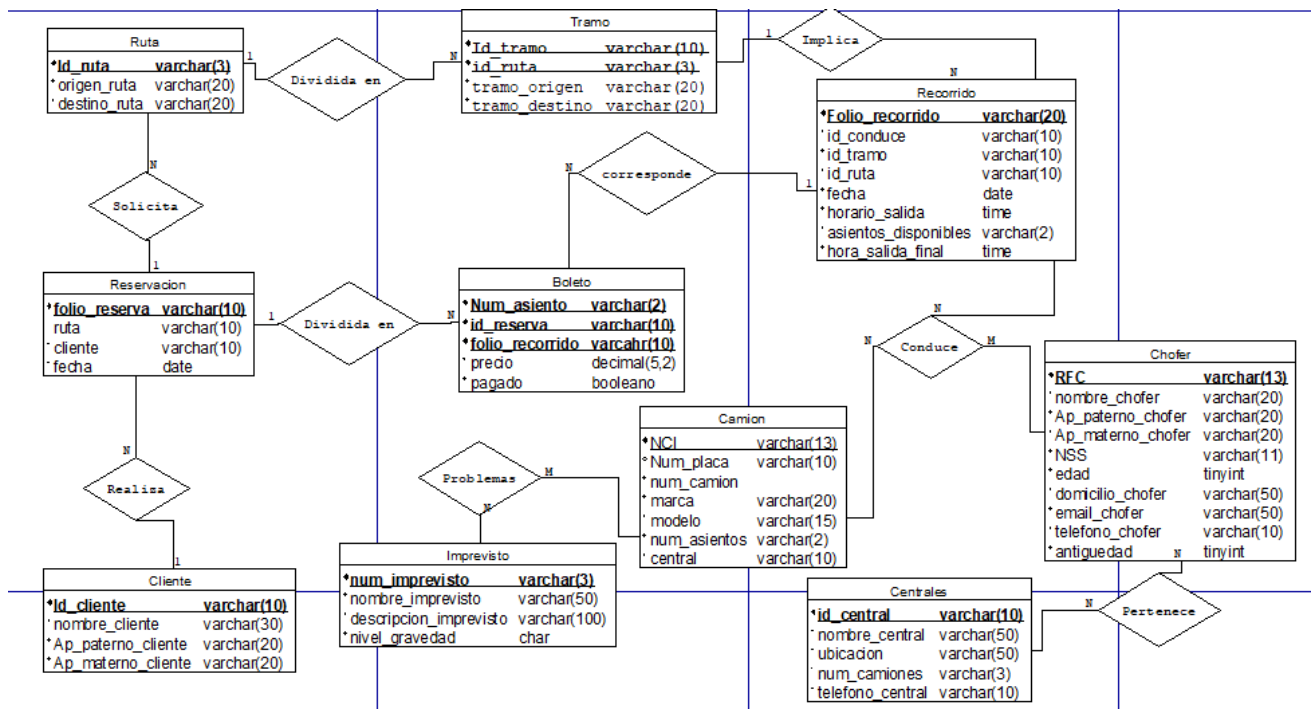 Ruta
Id_ruta varchar(3)
origen_ruta varchar(20)
destino_ruta varchar(20)
1
Dividida en
N
Tramo
Id_tramo varchar(10)
id_ruta varchar(3)
tramo_origen varchar(20)
tramo_destino varchar(20)
1
Implica
N
Recorrido
Folio_recorrido varchar(20)
id_conduce varchar(10)
id_tramo varchar(10)
id_ruta varchar(10)
fecha date
horario_salida time
asientos_disponibles varchar(2)
hora_salida_final time
N
corresponde
1
N
Solicita
1
Reservacion
folio_reserva varchar(10)
ruta varchar(10)
cliente varchar(10)
fecha date
1
Dividida en
N
Boleto
Num_asiento varchar(2)
id_reserva varchar(10)
folio_recorrido varcahr(10)
precio decimal(5,2)
pagado booleano
N
N
Conduce
M
Chofer
RFC varchar(13)
nombre_chofer varchar(20)
Ap_paterno_chofer varchar(20)
Ap_materno_chofer varchar(20)
NSS varchar(11)
edad tinyint
domicilio_chofer varchar(50)
email_chofer varchar(50)
telefono_chofer varchar(10)
antiguedad tinyint
Camion
NCI varchar(13)
Num_placa varchar(10)
num_camion
marca varchar(20)
modelo varchar(15)
num_asientos varchar(2)
central varchar(10)
N
Realisa
1
Problemas
M
N
Imprevisto
num_imprevisto varchar(3)
nombre_imprevisto varchar(50)
descripcion_imprevisto varchar(100)
nivel_gravedad char
Cliente
Id_cliente varchar(10)
nombre_cliente varchar(30)
Ap_paterno_cliente varchar(20)
Ap_materno_cliente varchar(20)
N
Pertenece
N
Centrales
id_central varchar(10)
nombre_central varchar(50)
ubicacion varchar(50)
num_camiones varchar(3)
telefono_central varchar(10)